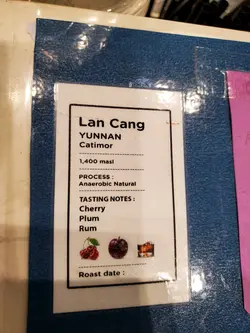 Lan Cang
YUNNAN
Catimor
1,400 masl
PROCESS :
Anaerobic Natural
TASTING NOTES :
Cherry
Plum
Rum
Roast date :